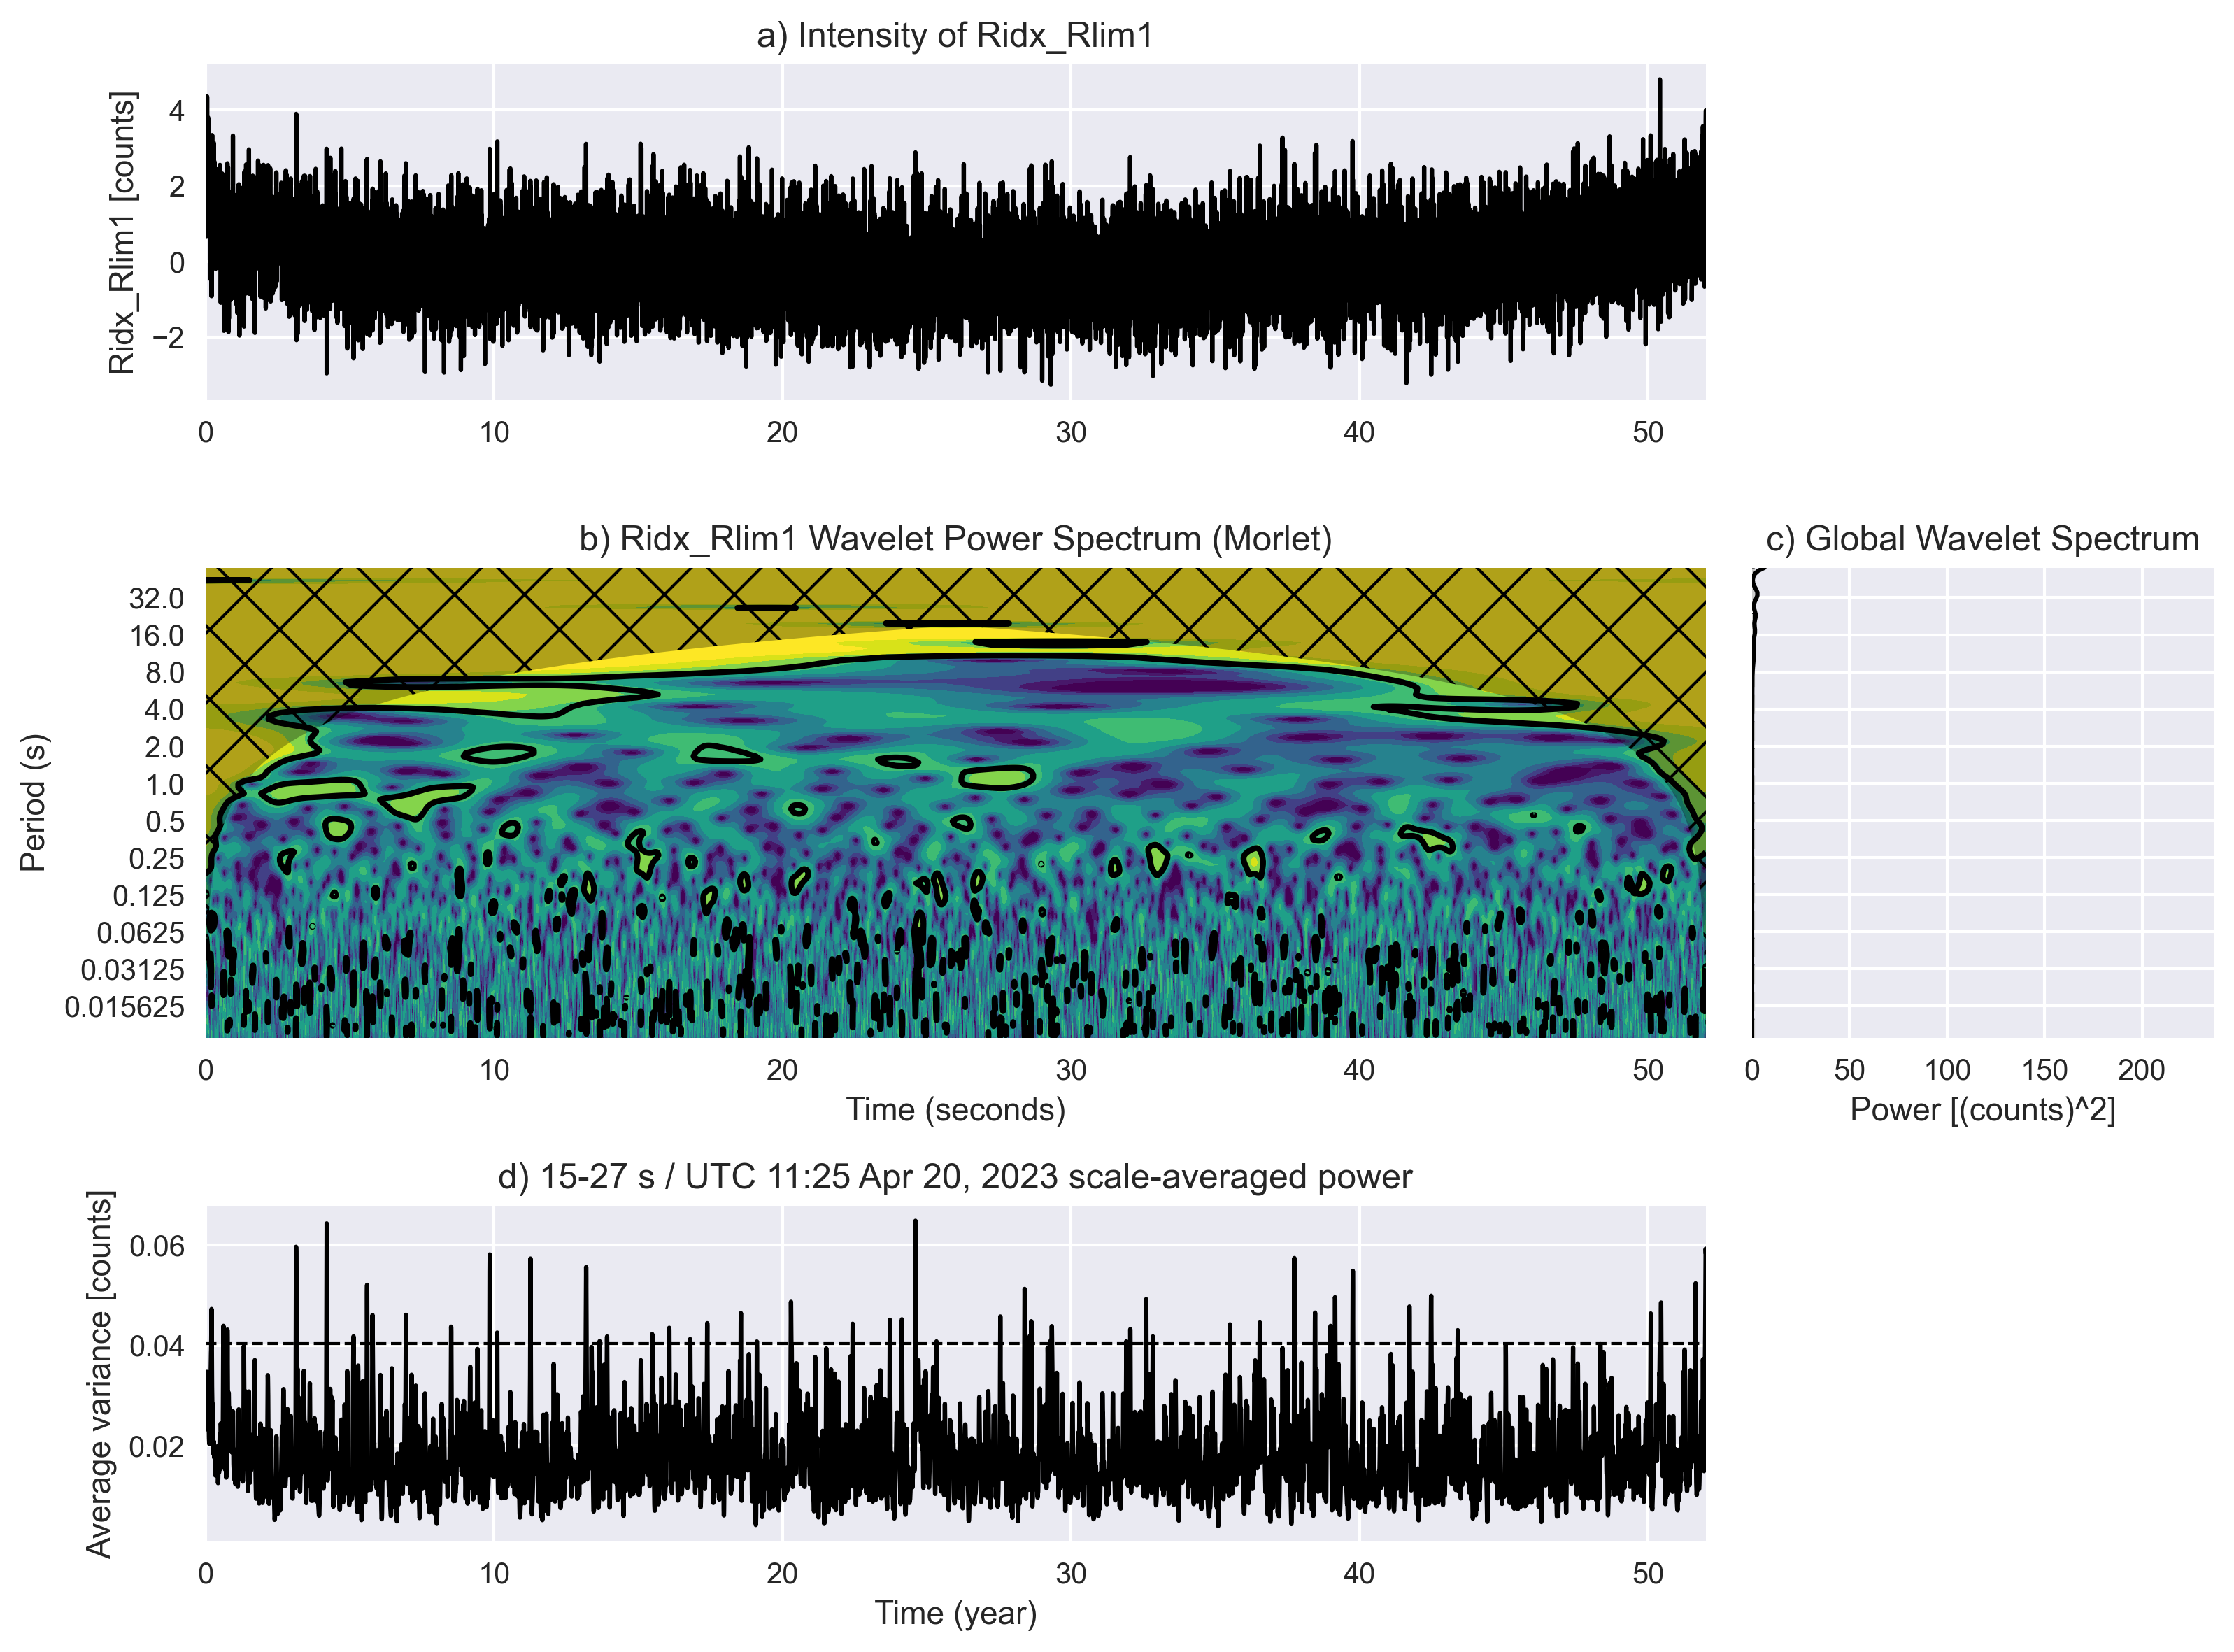 a) Intensity of Ridx_Rlim1
Ridx_Rlim1 [counts]
4
2
0
−2
0 10 20 30 40 50
b) Ridx_Rlim1 Wavelet Power Spectrum (Morlet)
Period (s)
32.0
16.0
8.0
4.0
2.0
1.0
0.5
0.25
0.125
0.0625
0.03125
0.015625
0 10 20 30 40 50
Time (seconds)
c) Global Wavelet Spectrum
0 50 100 150 200
Power [(counts)^2]
d) 15-27 s / UTC 11:25 Apr 20, 2023 scale-averaged power
Average variance [counts]
0.06
0.04
0.02
0 10 20 30 40 50
Time (year)